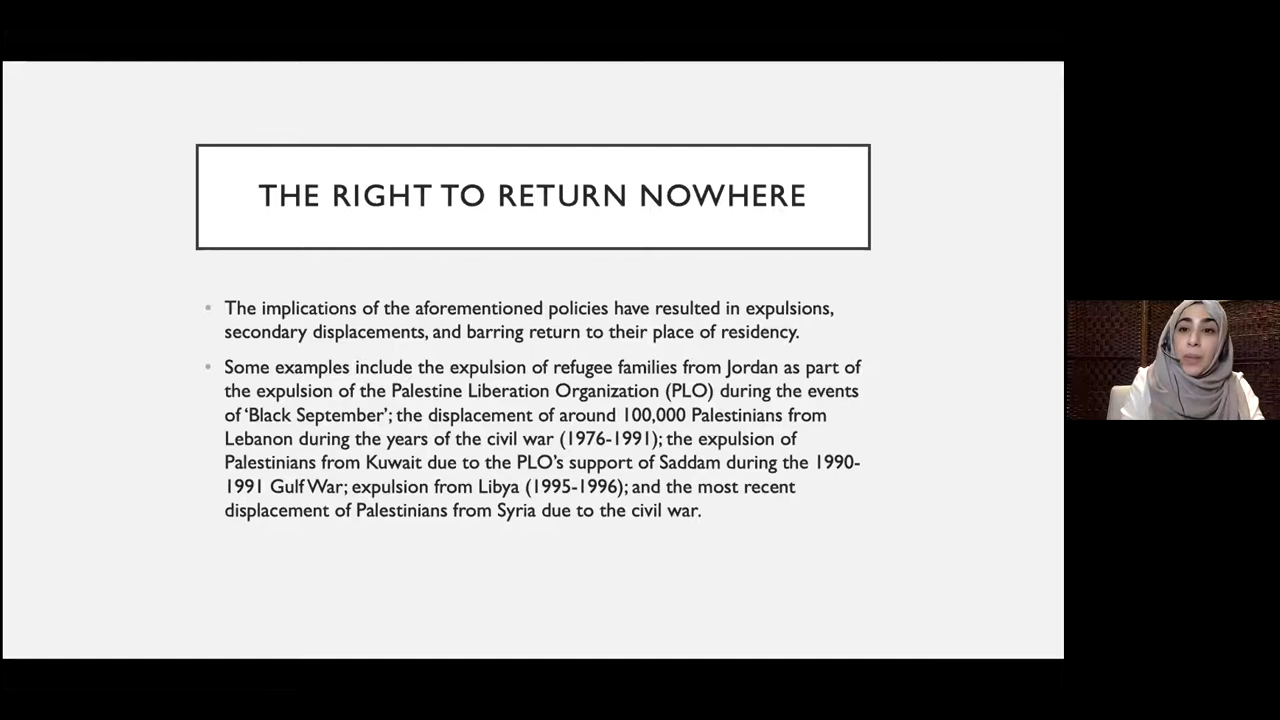 THE RIGHT TO RETURN NOWHERE
• The implications of the aforementioned policies have resulted in expulsions,
secondary displacements, and barring return to their place of residency.
• Some examples include the expulsion of refugee families from Jordan as part of
the expulsion of the Palestine Liberation Organization (PLO) during the events
of ‘Black September’; the displacement of around 100,000 Palestinians from
Lebanon during the years of the civil war (1976-1991); the expulsion of
Palestinians from Kuwait due to the PLO’s support of Saddam during the 1990-
1991 Gulf War; expulsion from Libya (1995-1996); and the most recent
displacement of Palestinians from Syria due to the civil war.